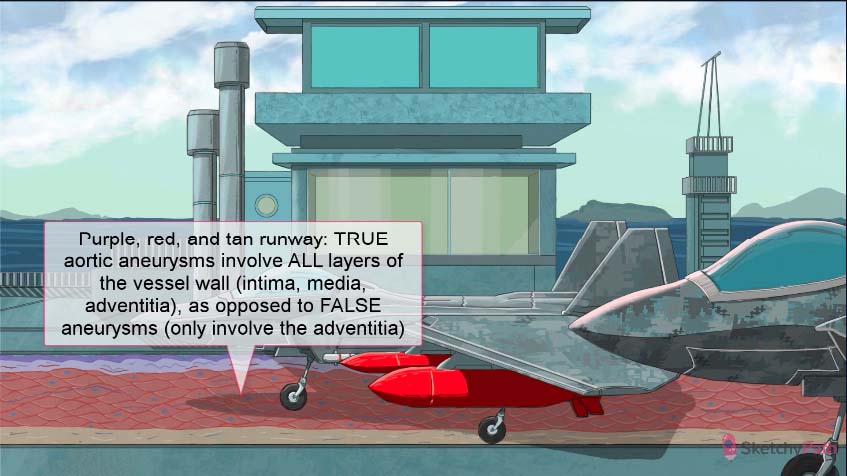 Purple, red, and tan runway: TRUE
aortic aneurysms involve ALL layers of
the vessel wall (intima, media,
adventitia), as opposed to FALSE
aneurysms (only involve the adventitia)
SketchyPath